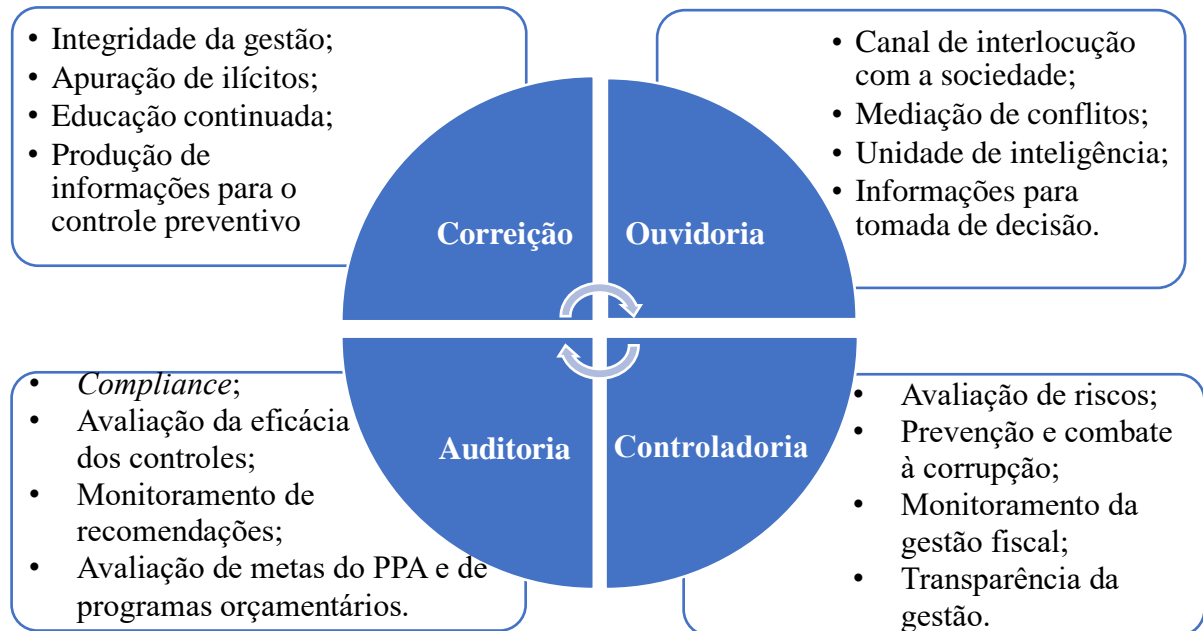 • Integridade da gestão;
• Apuração de ilícitos;
• Educação continuada;
• Produção de
informações para o
controle preventivo
• Canal de interlocução
com a sociedade;
• Mediação de conflitos;
• Unidade de inteligência;
• Informações para
tomada de decisão.
Correição
Ouvidoria
Auditoria
Controladoria
• Compliance;
• Avaliação da eficácia
dos controles;
• Monitoramento de
recomendações;
• Avaliação de metas do PPA e de
programas orçamentários.
• Avaliação de riscos;
• Prevenção e combate
à corrupção;
• Monitoramento da
gestão fiscal;
• Transparência da
gestão.